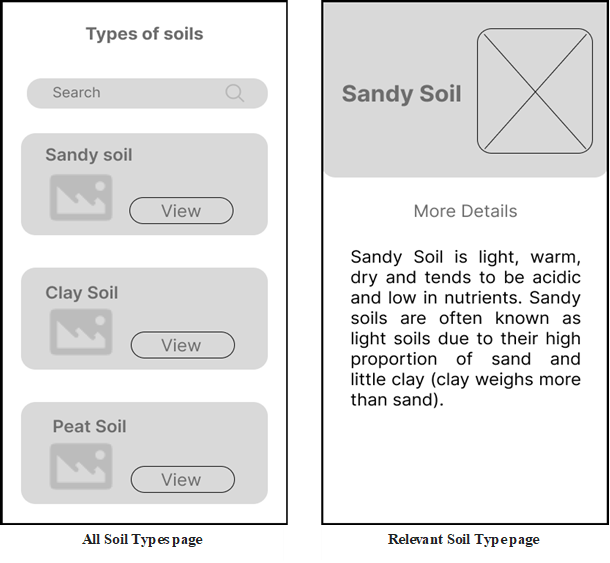 Types of soils
Search
Sandy soil
View
Clay Soil
View
Peat Soil
View
All Soil Types page
Sandy Soil
More Details
Sandy Soil is light, warm,
dry and tends to be acidic
and low in nutrients. Sandy
soils are often known as
light soils due to their high
proportion of sand and
little clay (clay weighs more
than sand).
Relevant Soil Type page